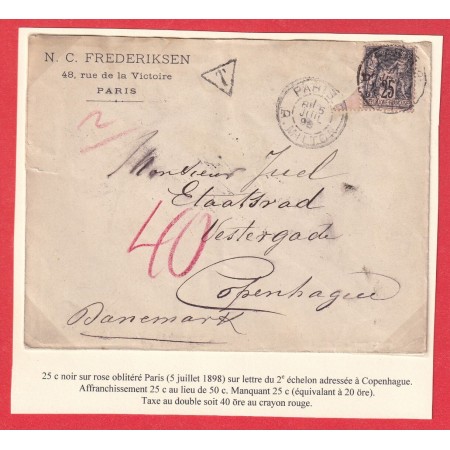 N. C. FREDERIKSEN
48, rue de la Victoire
PARIS
T
PARIS
25
2
Monsieur Juel
Etaatsrad
40
Vestergade
Copenhague
Danemark
25 c noir sur rose oblitéré Paris (5 juillet 1898) sur lettre du 2e échelon adressée à Copenhague.
Affranchissement 25 c au lieu de 50 c. Manquant 25 c (équivalant à 20 öre).
Taxe au double soit 40 öre au crayon rouge.